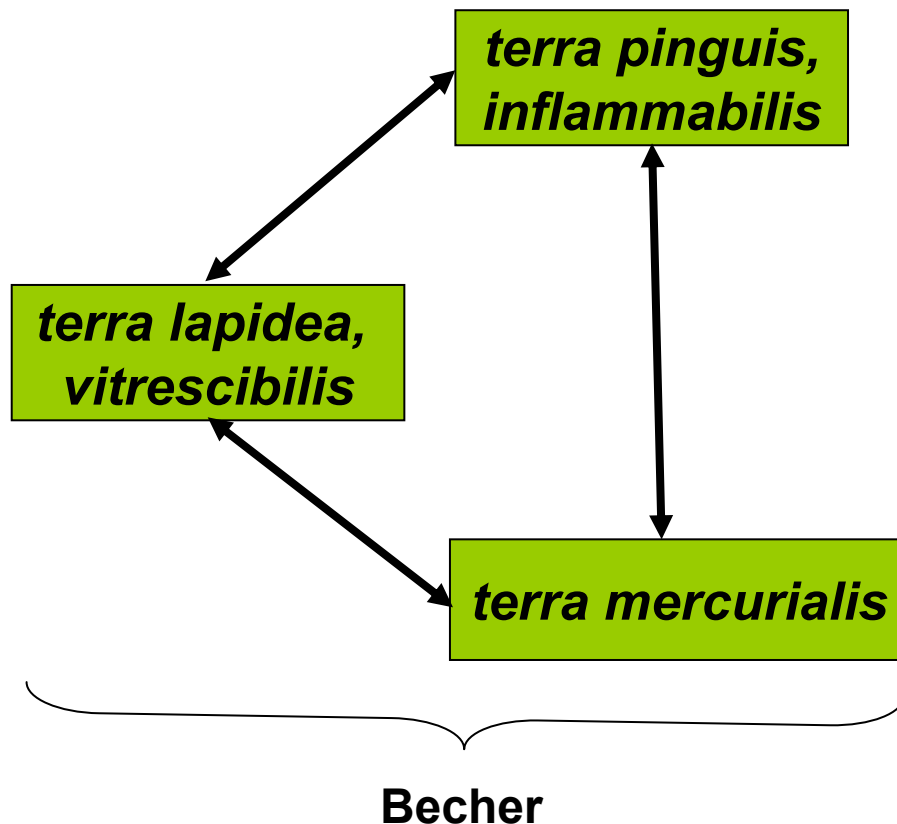 terra pinguis,
inflammabilis
terra lapidea,
vitrescibilis
terra mercurialis
Becher